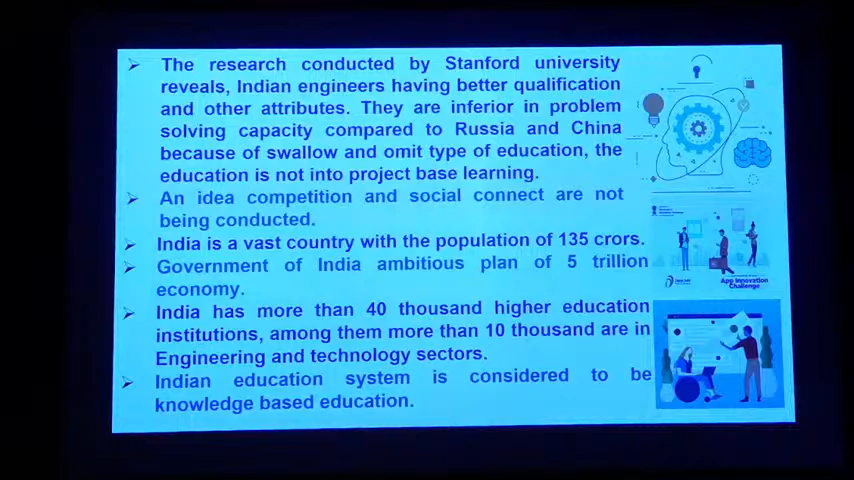 The research conducted by Stanford university
reveals, Indian engineers having better qualification
and other attributes. They are inferior in problem
solving capacity compared to Russia and China
because of swallow and omit type of education, the
education is not into project base learning.
An idea competition and social connect are not
being conducted.
India is a vast country with the population of 135 crors.
Government of India ambitious plan of 5 trillion
economy.
India has more than 40 thousand higher education
institutions, among them more than 10 thousand are in
Engineering and technology sectors.
Indian education system is considered to be
knowledge based education.
App Innovation
Challenge